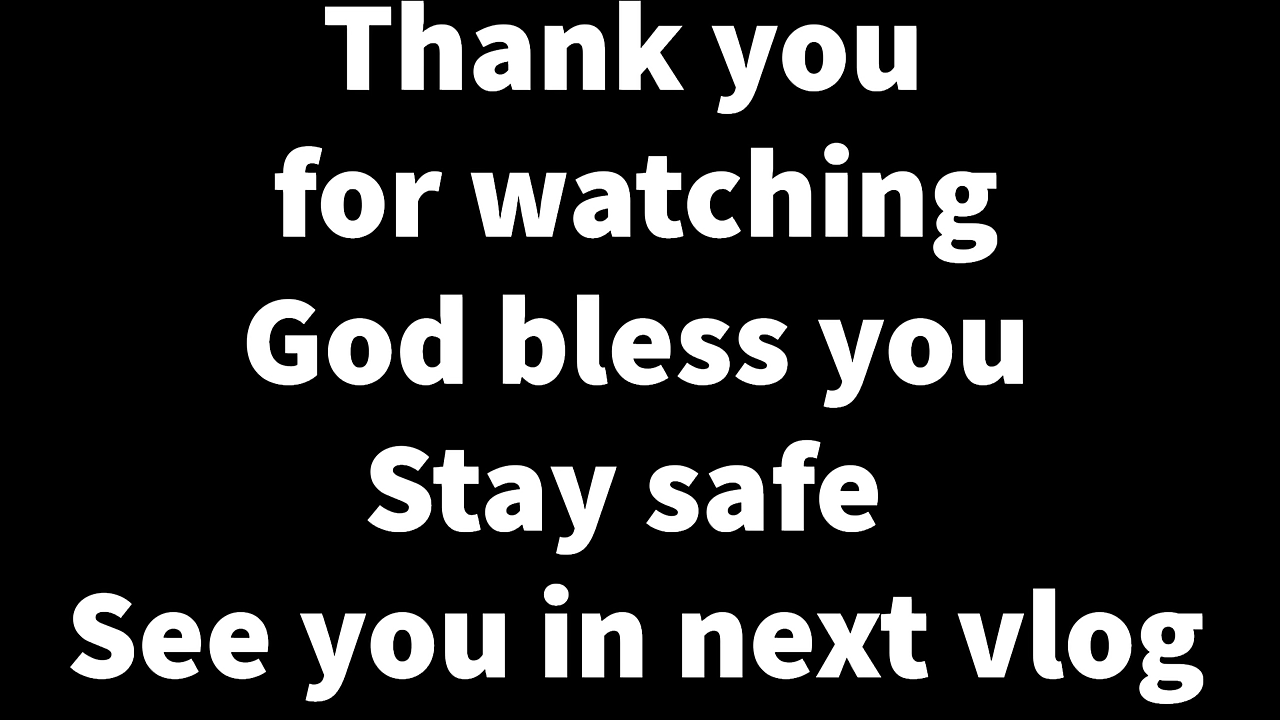 Thank you
for watching
God bless you
Stay safe
See you in next vlog